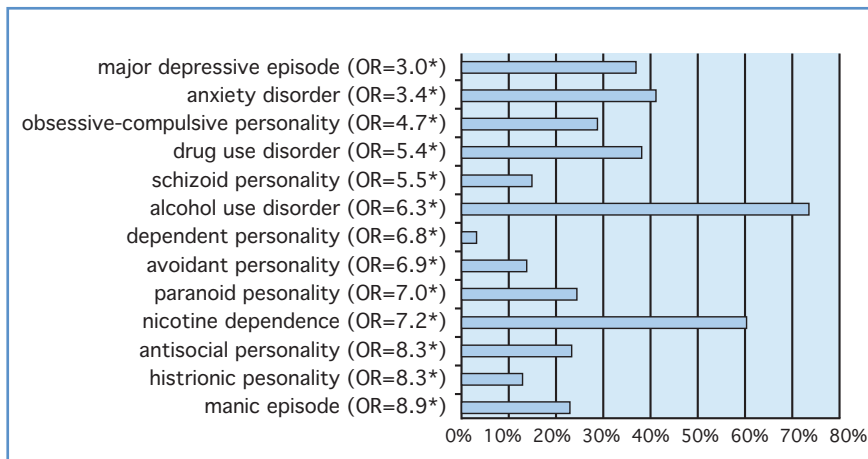 major depressive episode (OR=3.0*)
anxiety disorder (OR=3.4*)
obsessive-compulsive personality (OR=4.7*)
drug use disorder (OR=5.4*)
schizoid personality (OR=5.5*)
alcohol use disorder (OR=6.3*)
dependent personality (OR=6.8*)
avoidant personality (OR=6.9*)
paranoid pesonality (OR=7.0*)
nicotine dependence (OR=7.2*)
antisocial personality (OR=8.3*)
histrionic pesonality (OR=8.3*)
manic episode (OR=8.9*)
0% 10% 20% 30% 40% 50% 60% 70% 80%